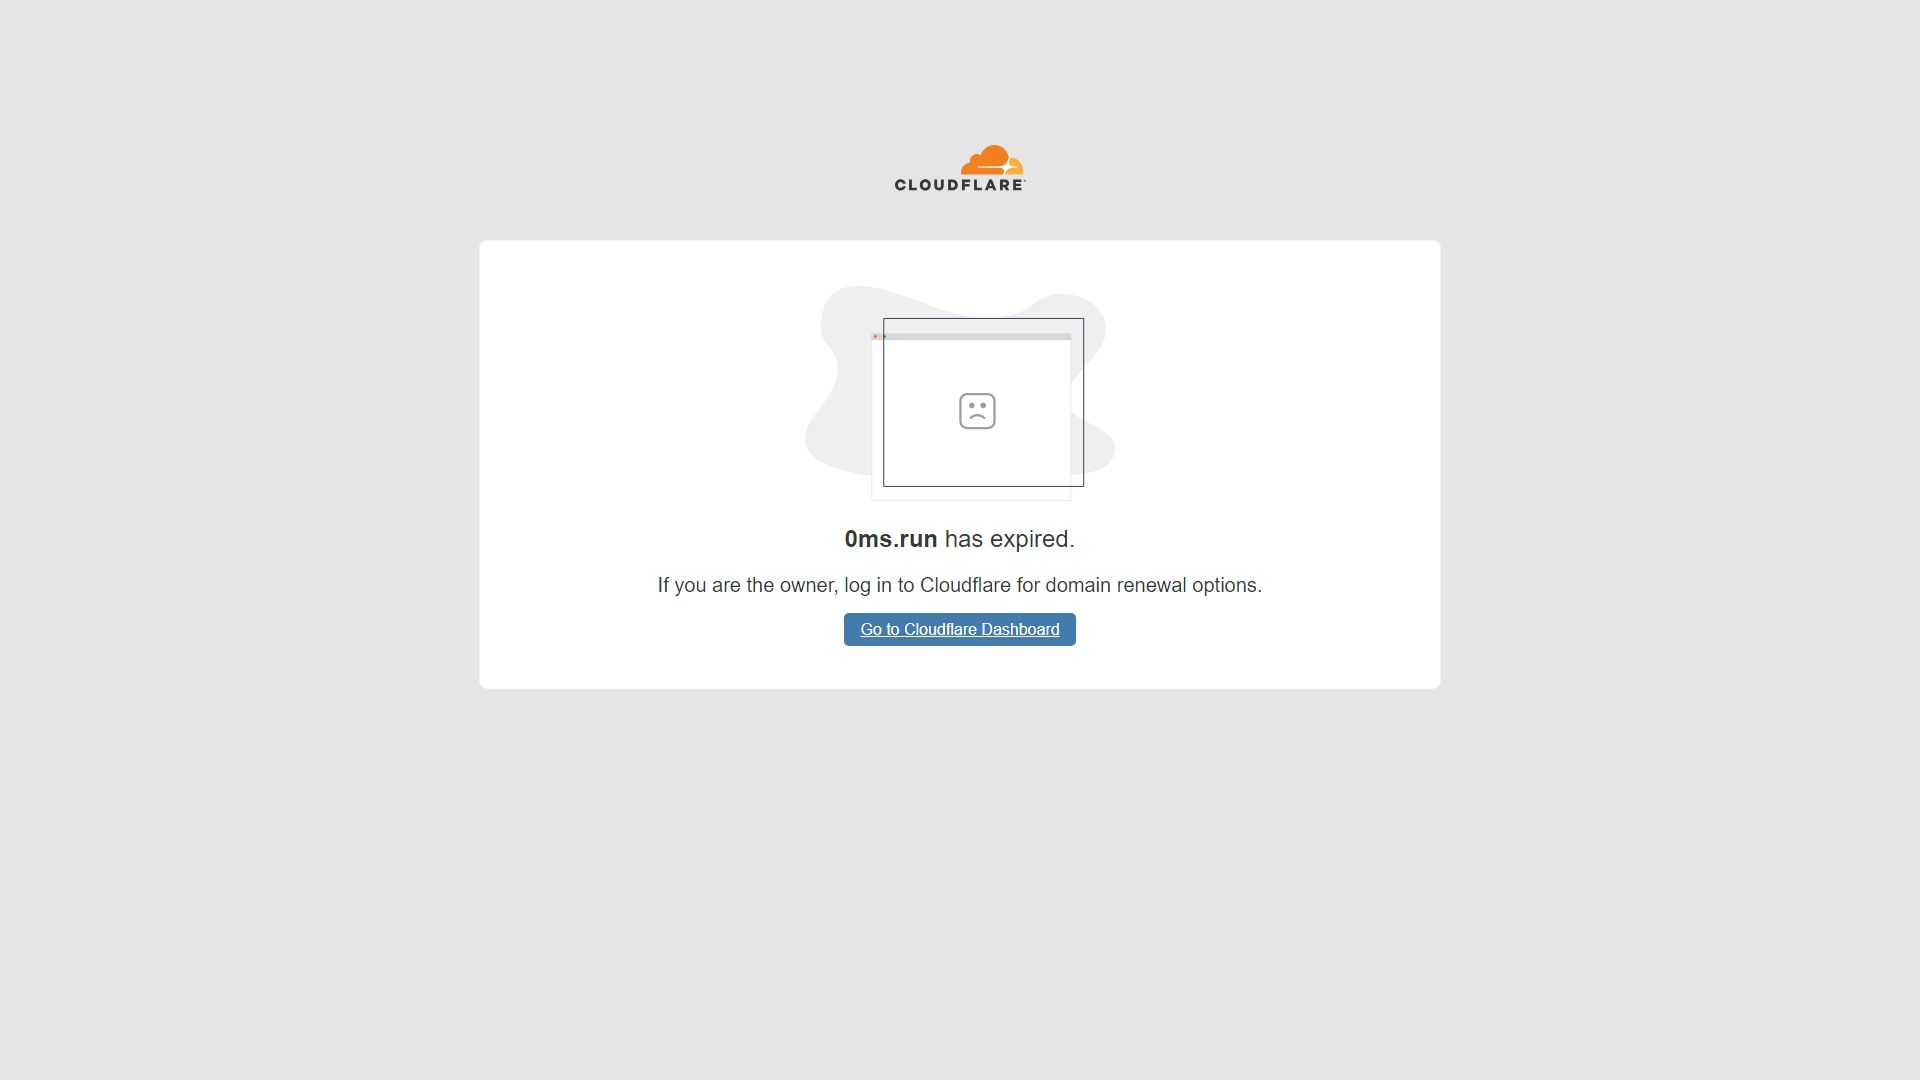 CLOUDFLARE
0ms.run has expired.
If you are the owner, log in to Cloudflare for domain renewal options.
Go to Cloudflare Dashboard